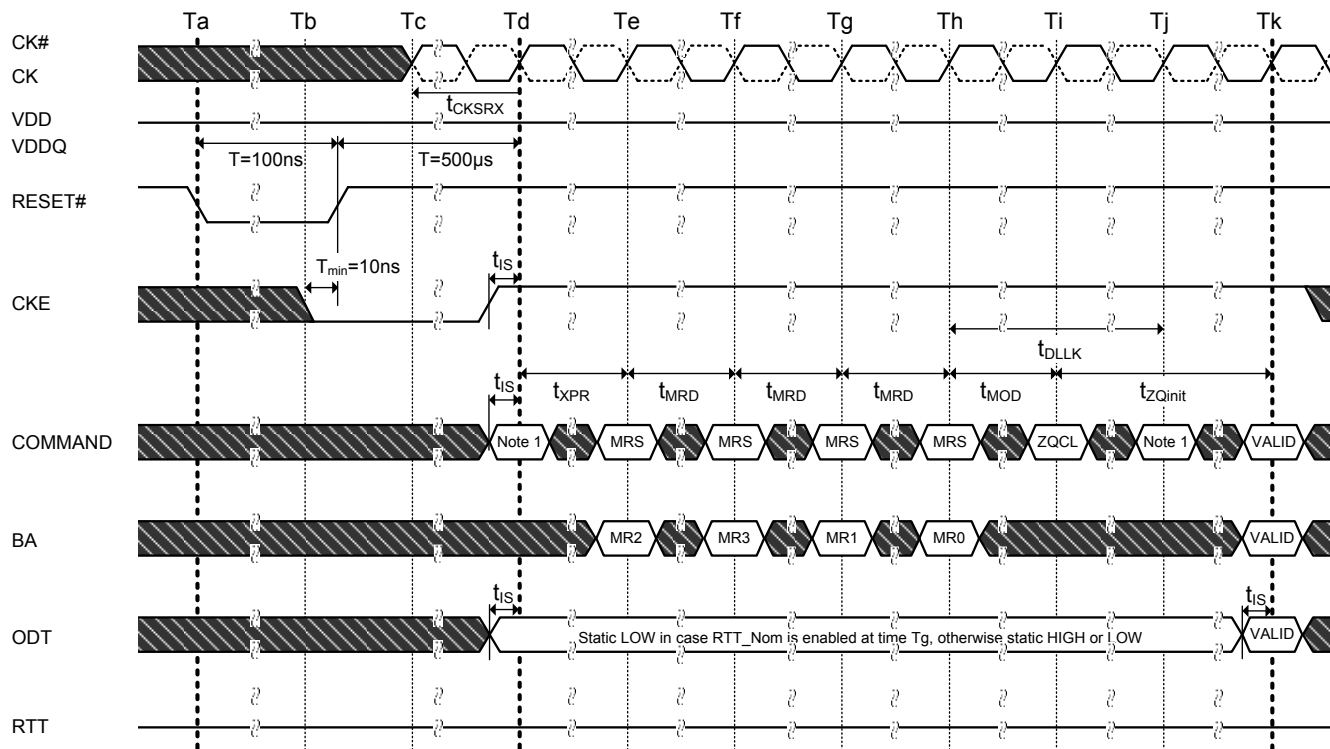 Ta Tb Tc Td Te Tf Tg Th Ti Tj Tk
CK#
CK
tCKSRX
VDD
VDDQ
T=100ns T=500µs
RESET#
Tmin=10ns tIS
CKE
tDLLK
tIS tXPR tMRD tMRD tMRD tMOD tZQinit
COMMAND Note 1 MRS MRS MRS MRS ZQCL Note 1 VALID
BA MR2 MR3 MR1 MR0 VALID
tIS tIS
ODT Static LOW in case RTT_Nom is enabled at time Tg, otherwise static HIGH or LOW VALID
RTT